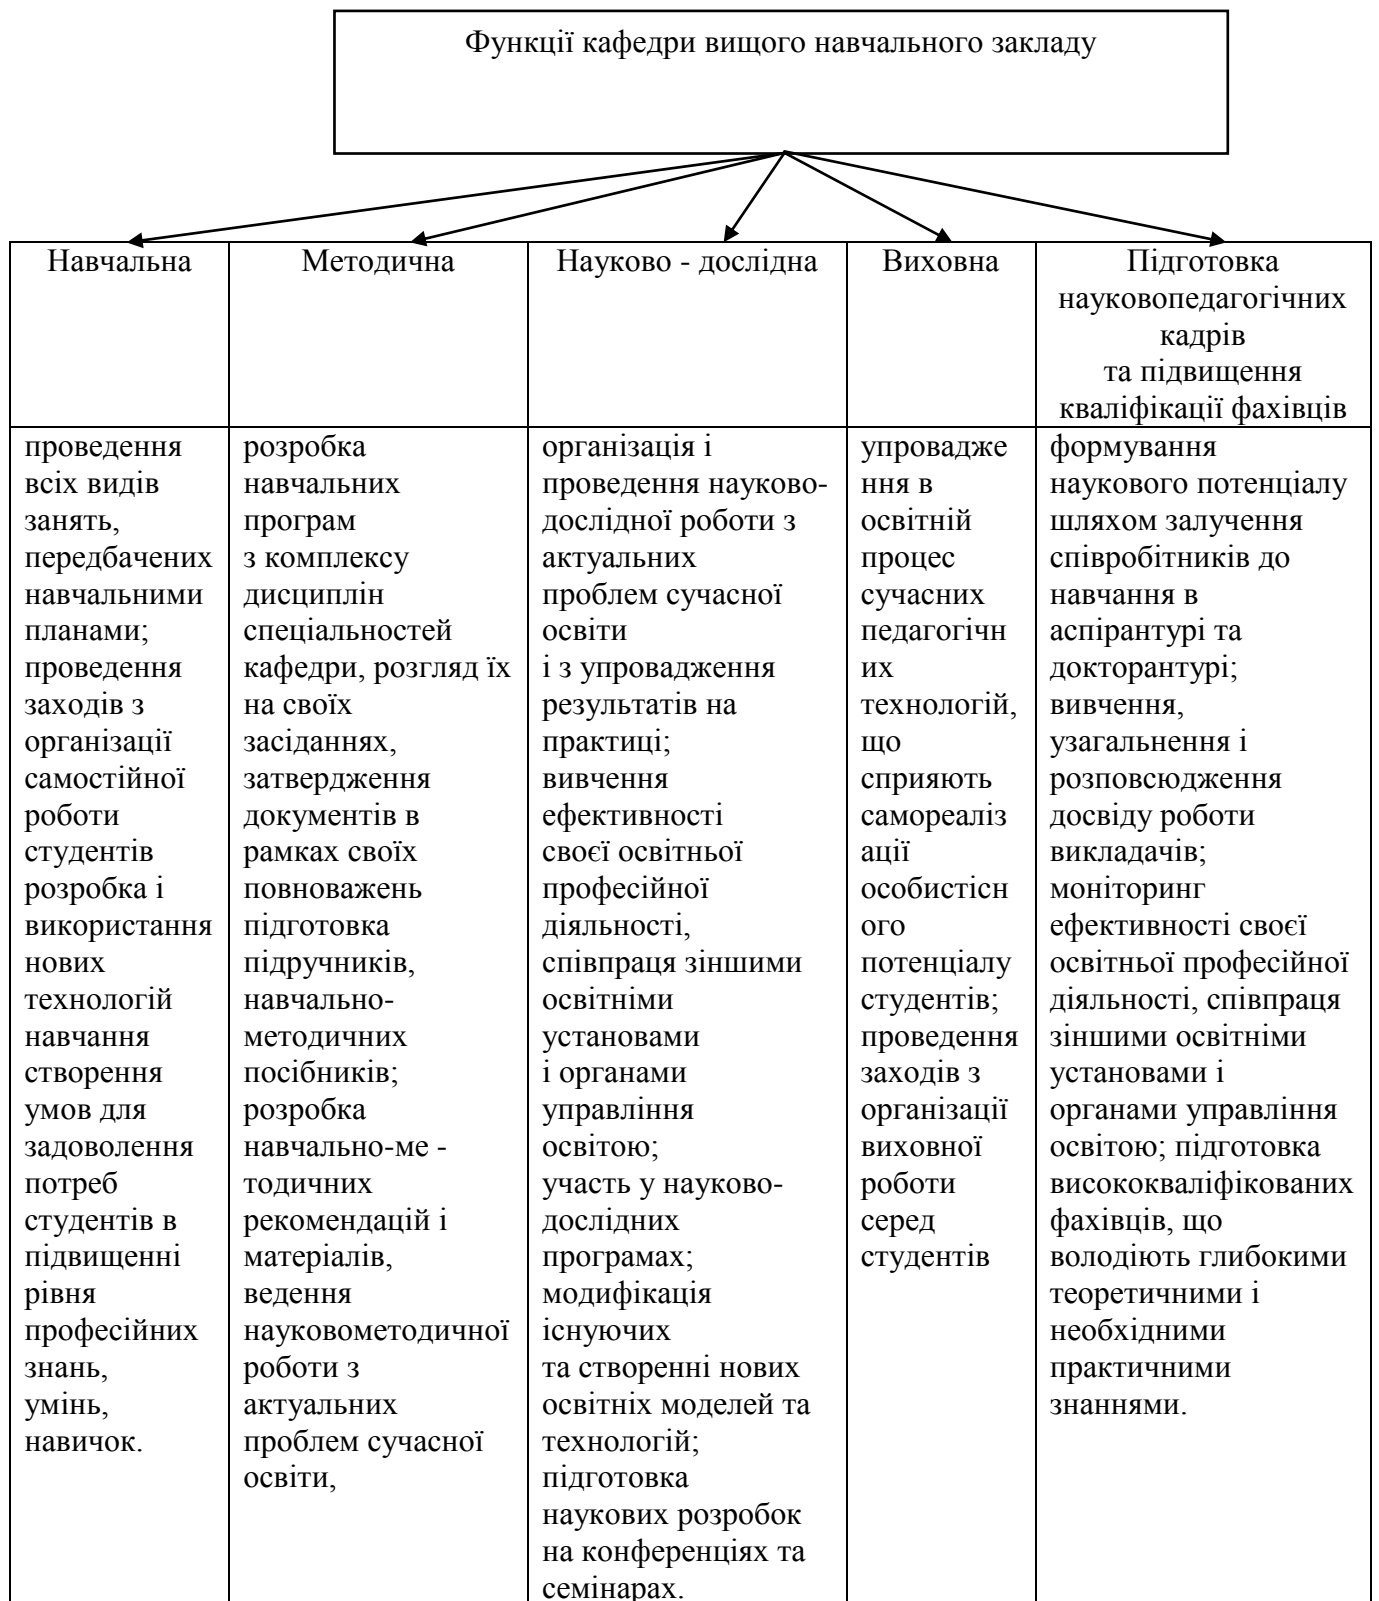 Функції кафедри вищого навчального закладу
Навчальна
Методична
Науково - дослідна
Виховна
Підготовка
науковопедагогічних
кадрів
та підвищення
кваліфікації фахівців
проведення
всіх видів
занять,
передбачених
навчальними
планами;
проведення
заходів з
організації
самостійної
роботи
студентів
розробка і
використання
нових
технологій
навчання
створення
умов для
задоволення
потреб
студентів в
підвищенні
рівня
професійних
знань,
умінь,
навичок.
розробка
навчальних
програм
з комплексу
дисциплін
спеціальностей
кафедри, розгляд їх
на своїх
засіданнях,
затвердження
документів в
рамках своїх
повноважень
підготовка
підручників,
навчально-
методичних
посібників;
розробка
навчально-ме -
тодичних
рекомендацій і
матеріалів,
ведення
науковометодичної
роботи з
актуальних
проблем сучасної
освіти,
організація і
проведення науково-
дослідної роботи з
актуальних
проблем сучасної
освіти
і з упровадження
результатів на
практиці;
вивчення
ефективності
своєї освітньої
професійної
діяльності,
співпраця зіншими
освітніми
установами
і органами
управління
освітою;
участь у науково-
дослідних
програмах;
модифікація
існуючих
та створенні нових
освітніх моделей та
технологій;
підготовка
наукових розробок
на конференціях та
семінарах.
упровадже
ння в
освітній
процес
сучасних
педагогічн
их
технологій,
що
сприяють
самореаліз
ації
особистісн
ого
потенціалу
студентів;
проведення
заходів з
організації
виховної
роботи
серед
студентів
формування
наукового потенціалу
шляхом залучення
співробітників до
навчання в
аспірантурі та
докторантурі;
вивчення,
узагальнення і
розповсюдження
досвіду роботи
викладачів;
моніторинг
ефективності своєї
освітньої професійної
діяльності, співпраця
зіншими освітніми
установами і
органами управління
освітою; підготовка
висококваліфікованих
фахівців, що
володіють глибокими
теоретичними і
необхідними
практичними
знаннями.